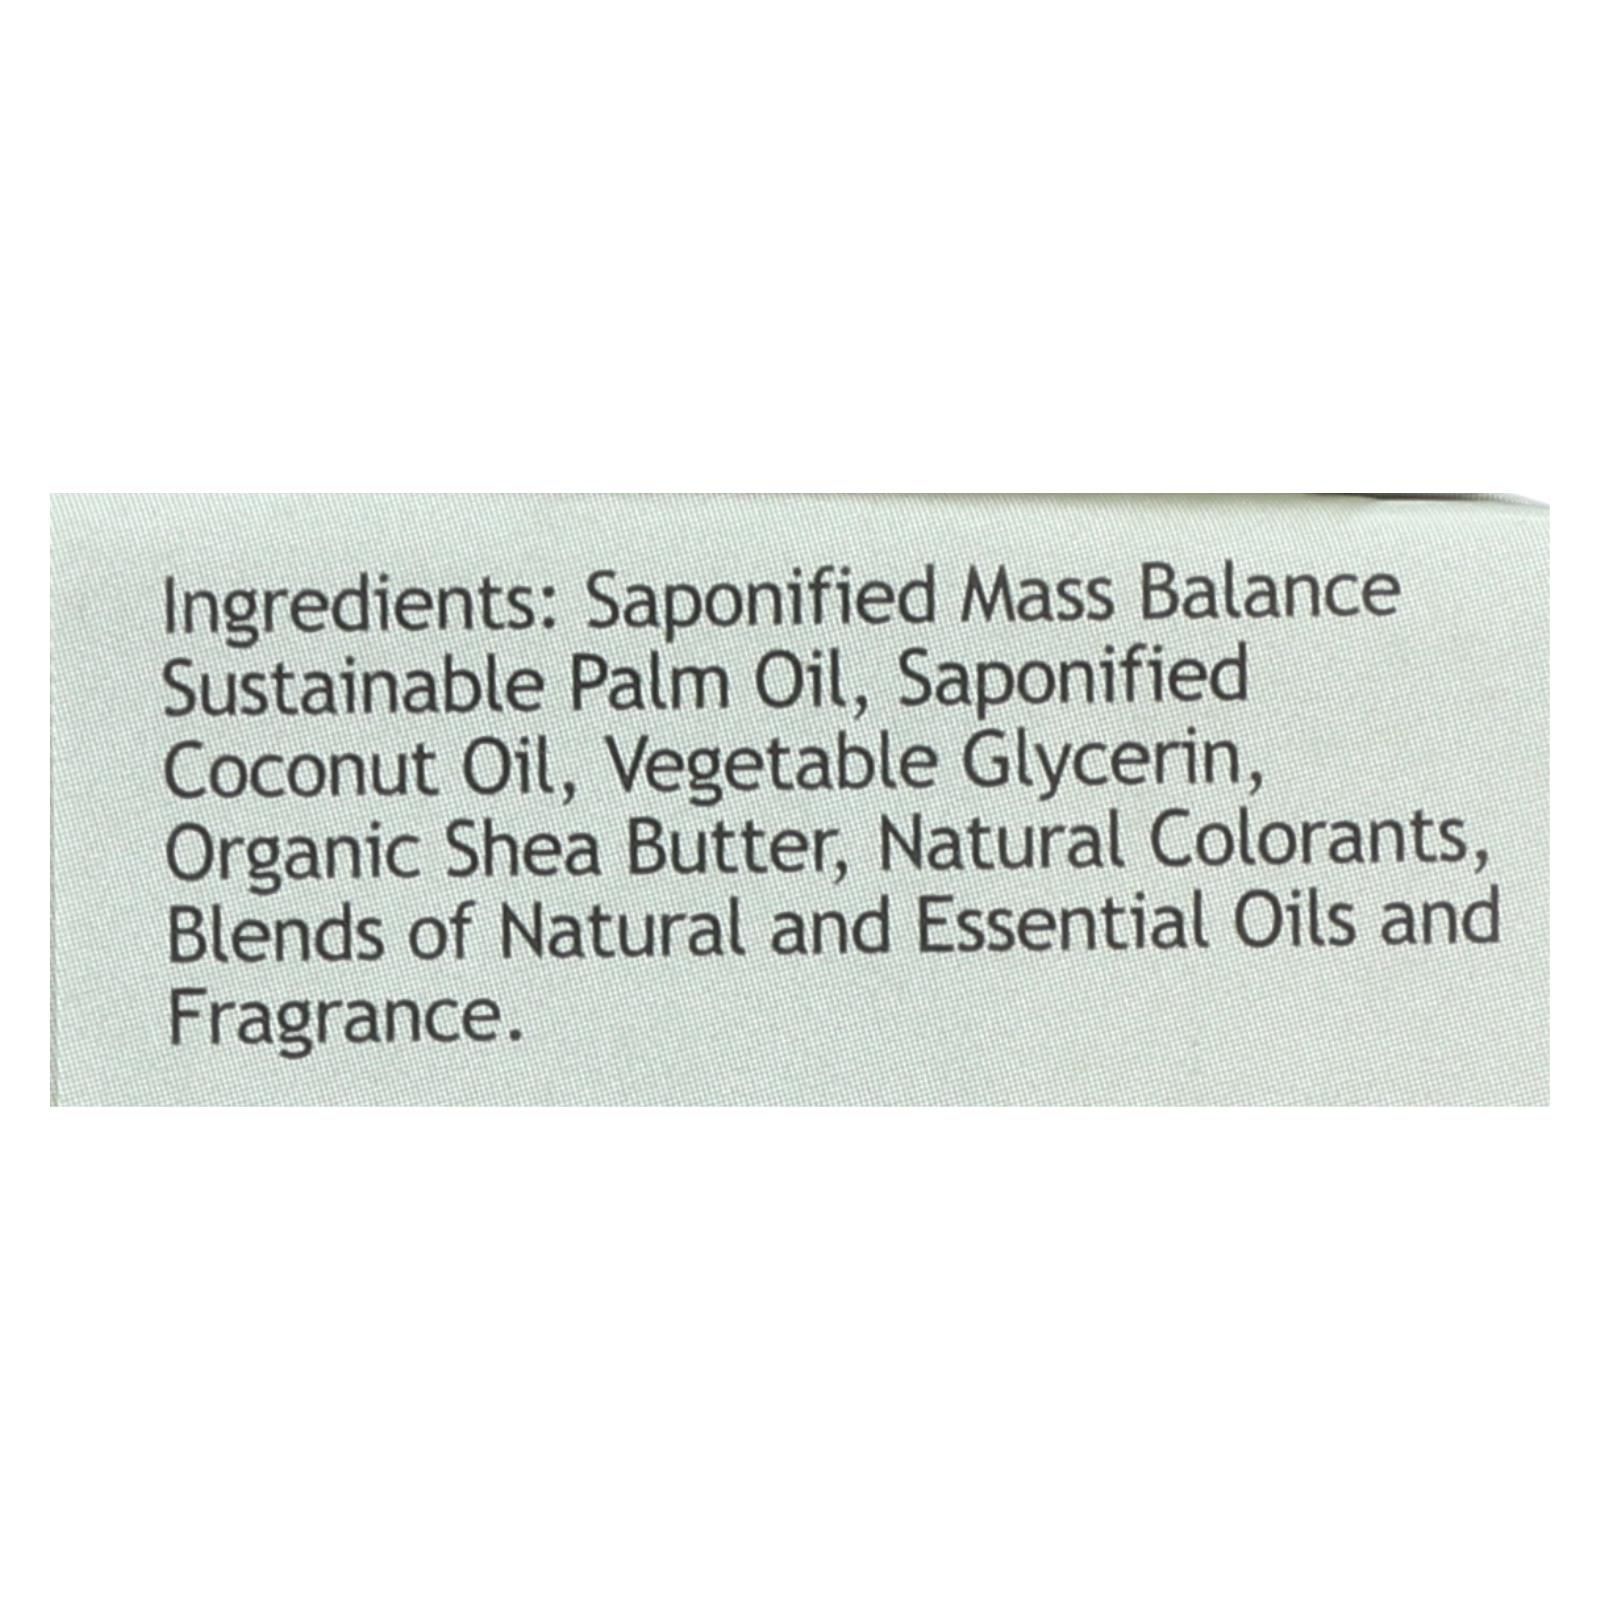 Ingredients: Saponified Mass Balance
Sustainable Palm Oil, Saponified
Coconut Oil, Vegetable Glycerin,
Organic Shea Butter, Natural Colorants,
Blends of Natural and Essential Oils and
Fragrance.